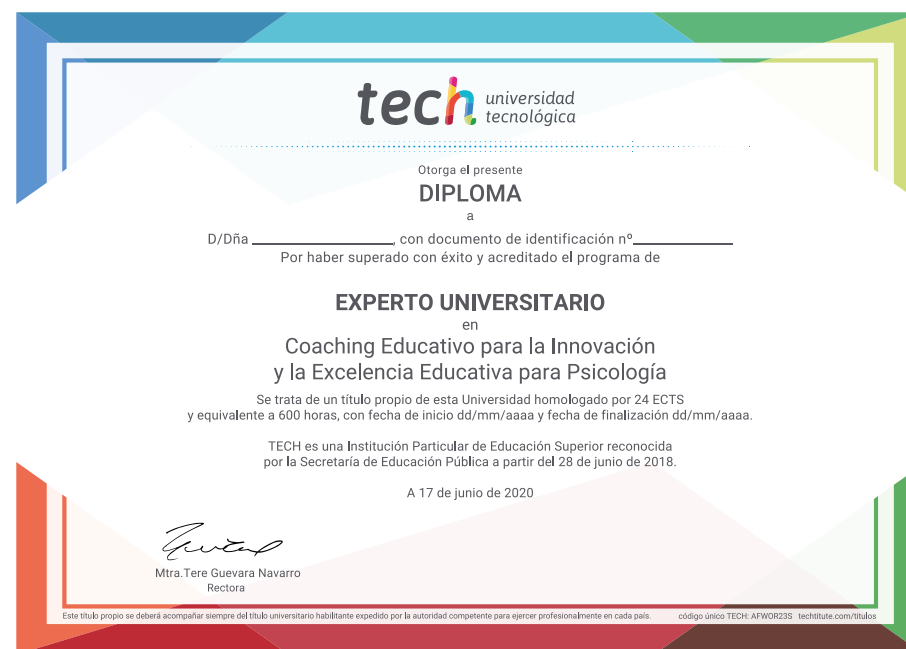 tech universidad
tecnológica
Otorga el presente
DIPLOMA
a
D/Dña ____________, con documento de identificación nº____________
Por haber superado con éxito y acreditado el programa de
EXPERTO UNIVERSITARIO
en
Coaching Educativo para la Innovación
y la Excelencia Educativa para Psicología
Se trata de un título propio de esta Universidad homologado por 24 ECTS
y equivalente a 600 horas, con fecha de inicio dd/mm/aaaa y fecha de finalización dd/mm/aaaa.
TECH es una Institución Particular de Educación Superior reconocida
por la Secretaría de Educación Pública a partir del 28 de junio de 2018.
A 17 de junio de 2020
Mtra.Tere Guevara Navarro
Rectora
Este título propio se deberá acompañar siempre del título universitario habilitante expedido por la autoridad competente para ejercer profesionalmente en cada país. código único TECH: AFWOR23S techtitute.com/titulos